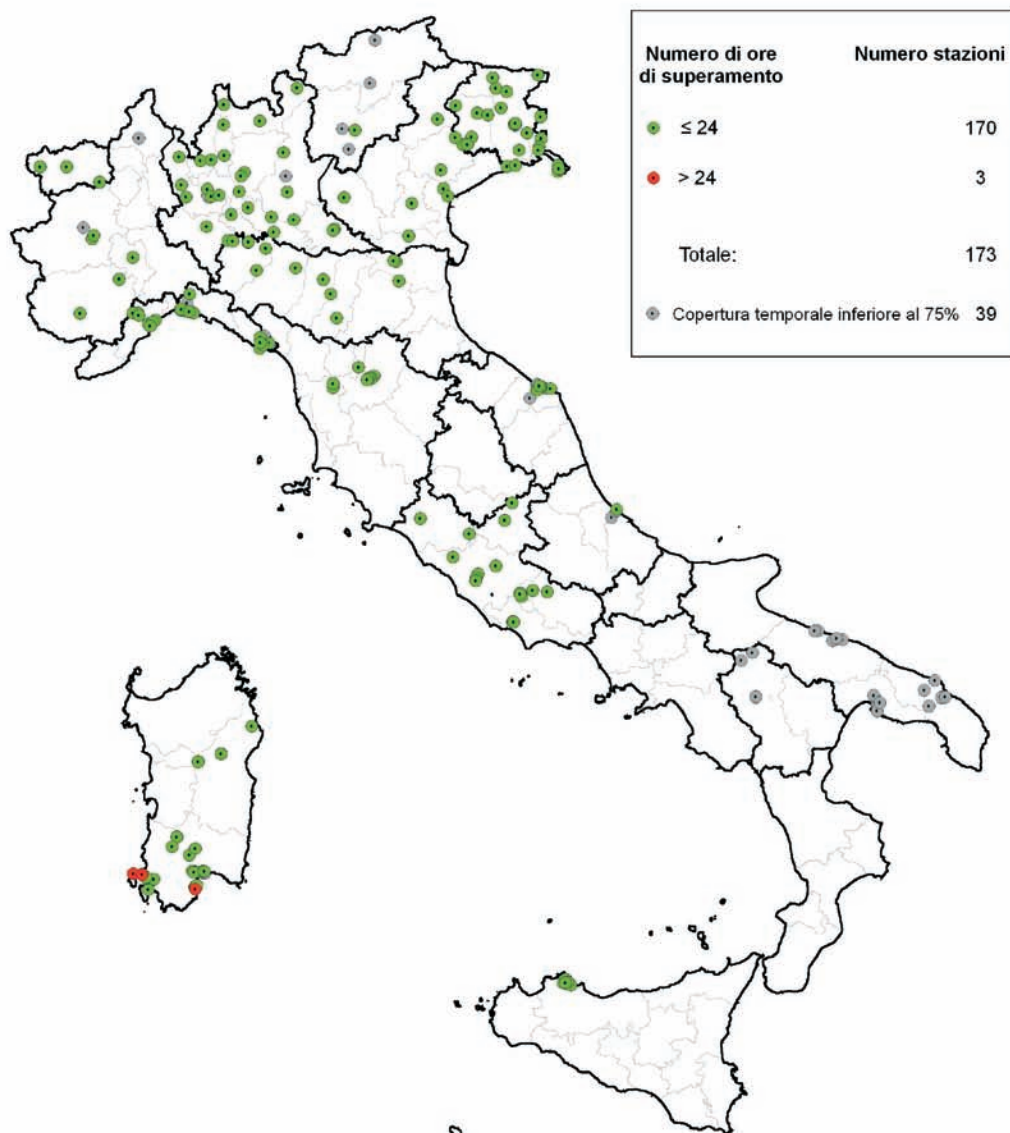 Numero di ore Numero stazioni
di superamento
≤ 24 170
> 24 3
Totale: 173
Copertura temporale inferiore al 75% 39